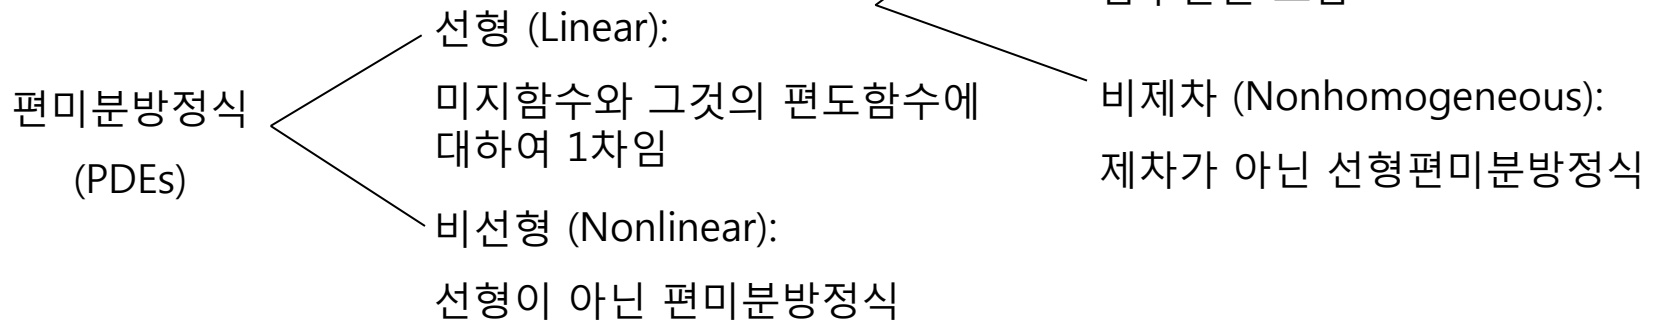 선형 (Linear):
편미분방정식
(PDEs)
미지함수와 그것의 편도함수에
대하여 1차임
비선형 (Nonlinear):
선형이 아닌 편미분방정식
비제차 (Nonhomogeneous):
제차가 아닌 선형편미분방정식